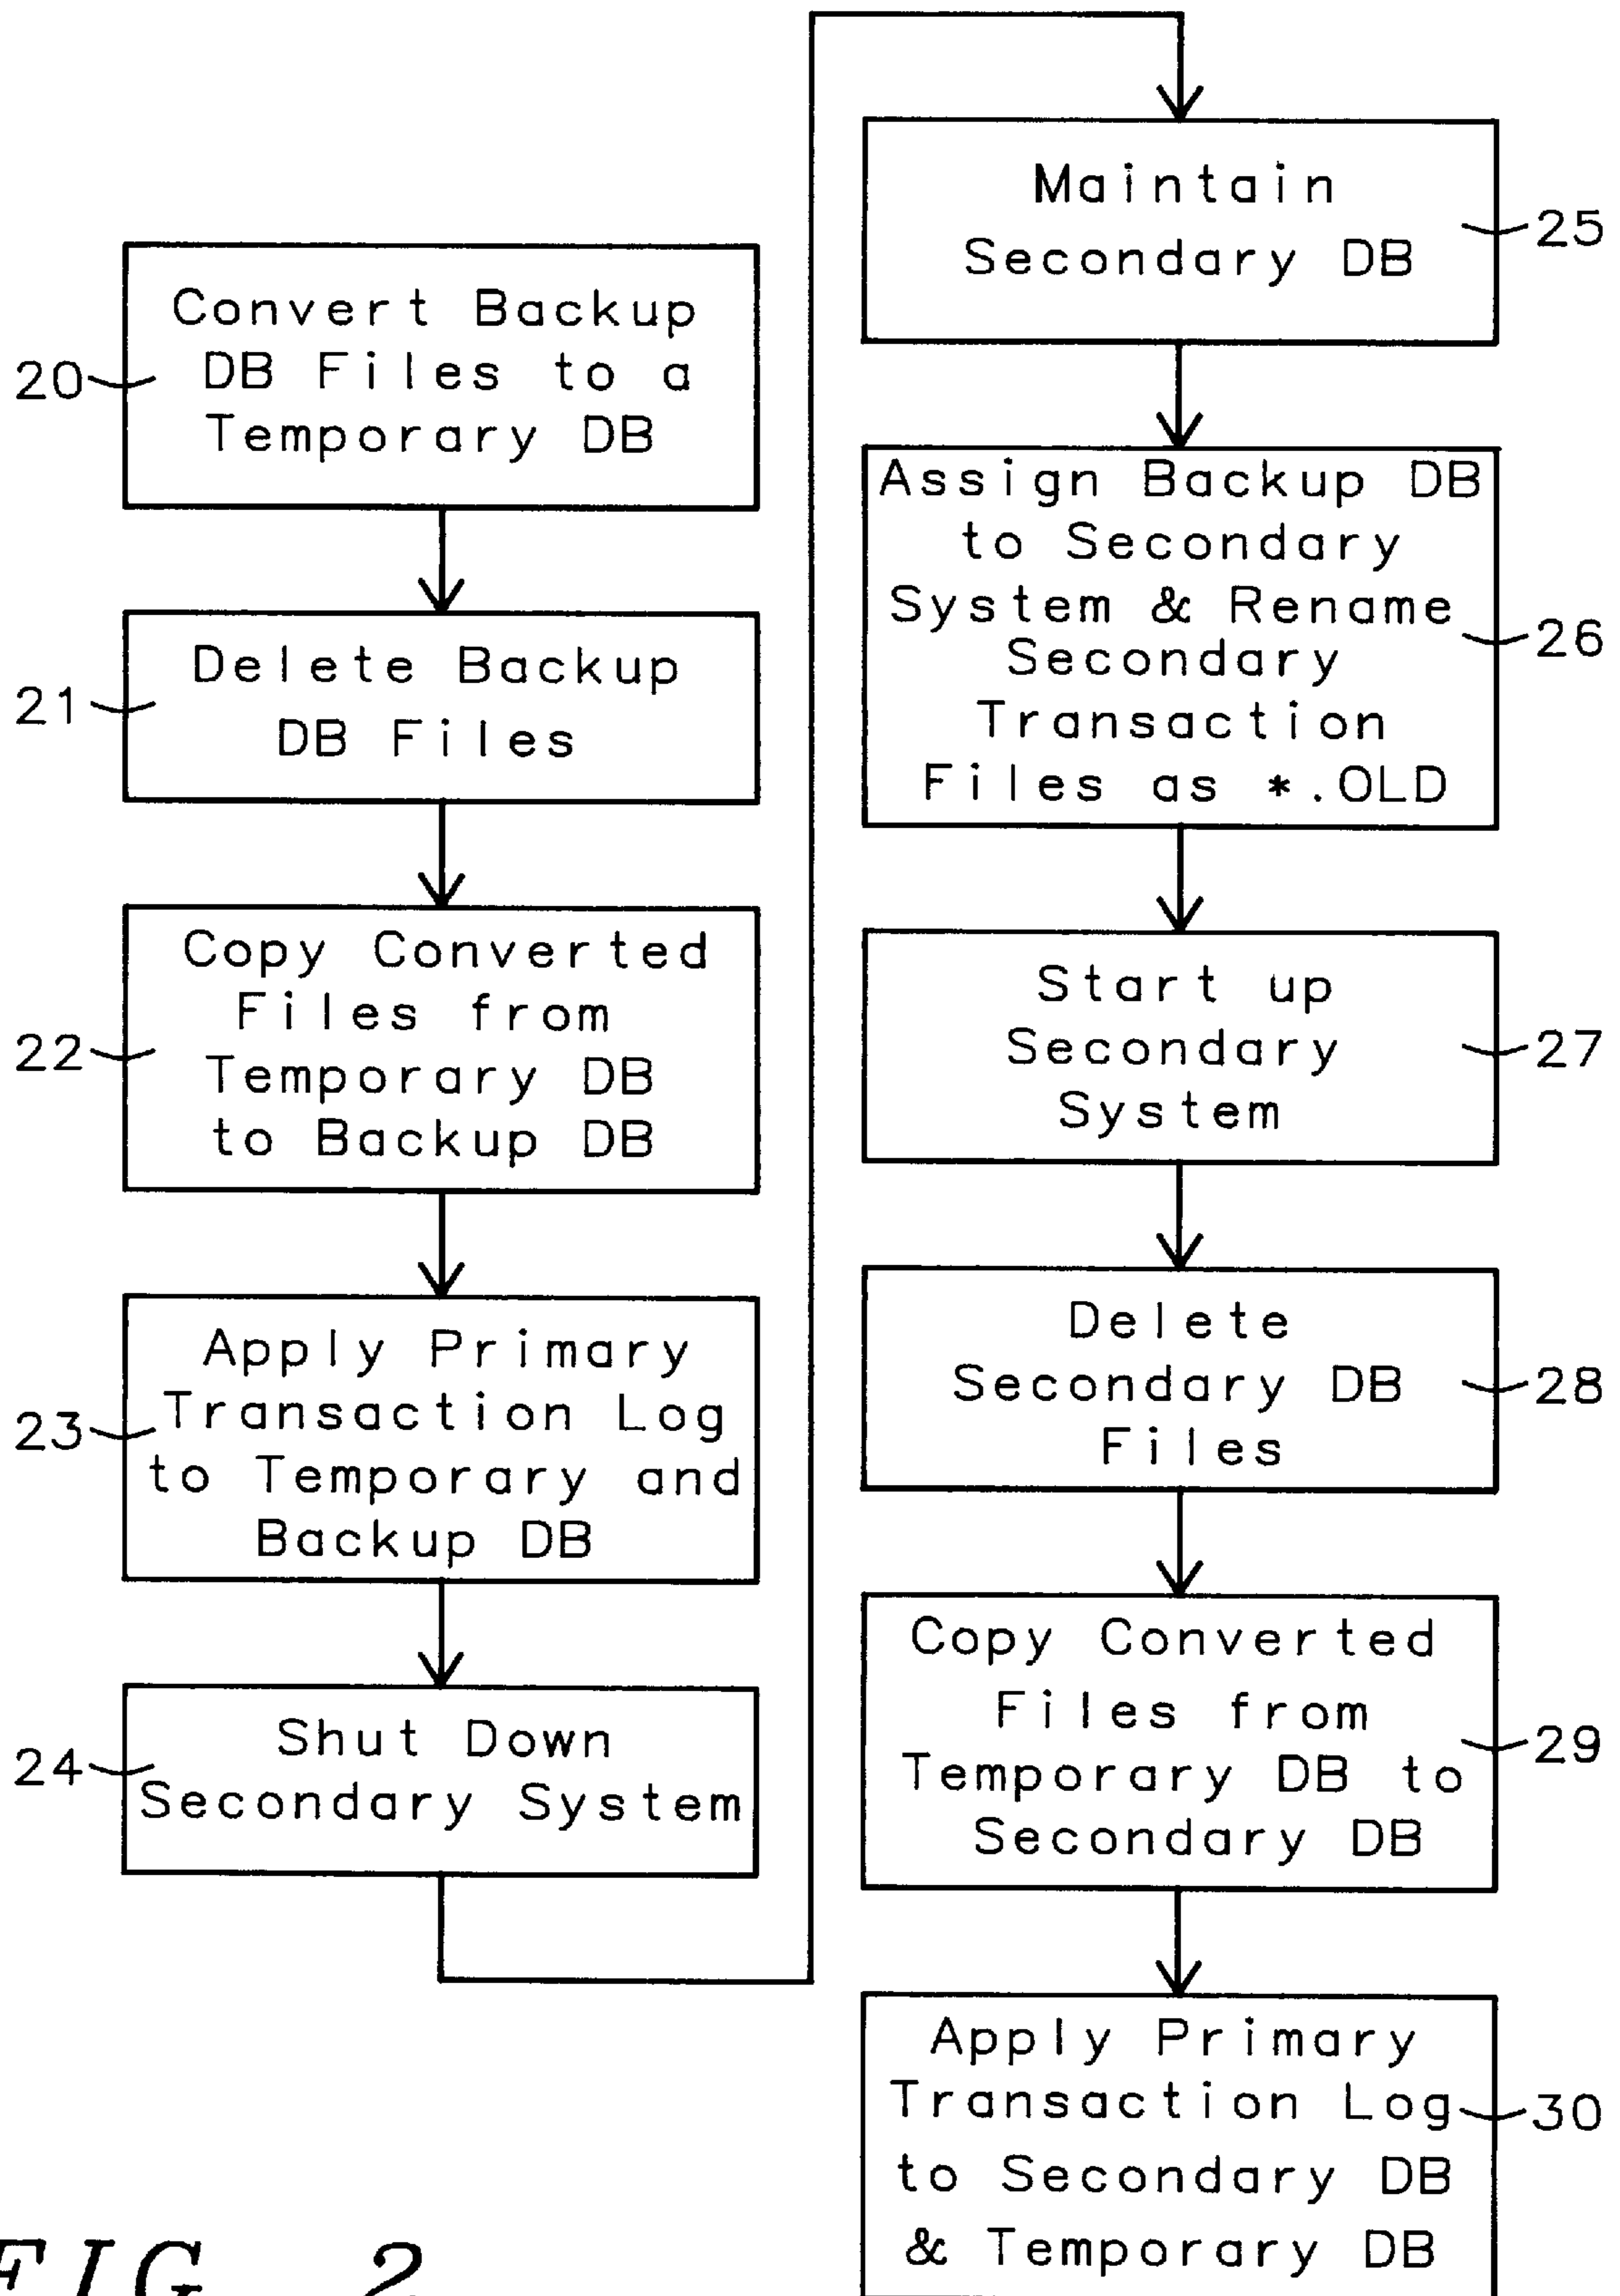 Convert Backup
DB Files to a
Temporary DB
20
Delete Backup
DB Files
21
Copy Converted
Files from
Temporary DB
to Backup DB
22
Apply Primary
Transaction Log
to Temporary and
Backup DB
23
Shut Down
Secondary System
24
Maintain
Secondary DB
25
Assign Backup DB
to Secondary
System & Rename
Secondary
Transaction
Files as *.OLD
26
Start up
Secondary
System
27
Delete
Secondary DB
Files
28
Copy Converted
Files from
Temporary DB to
Secondary DB
29
Apply Primary
Transaction Log
to Secondary DB
& Temporary DB
30
FIG. 2